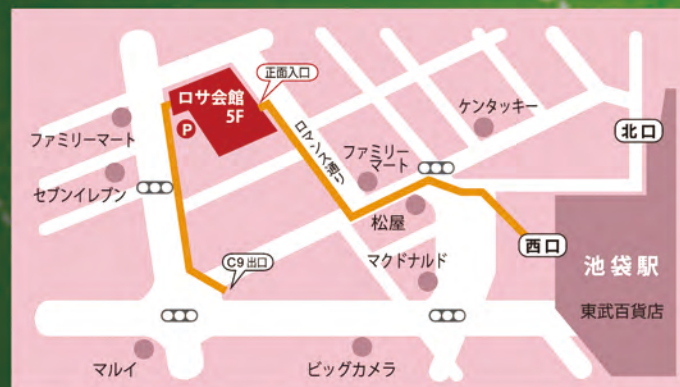 正面入口
ロサ会館
5F
P
ファミリーマート
セブンイレブン
ロマンス通り
ファミリー
マート
ケンタッキー
北口
松屋
西口
マクドナルド
C9出口
池袋駅
東武百貨店
マルイ
ビッグカメラ